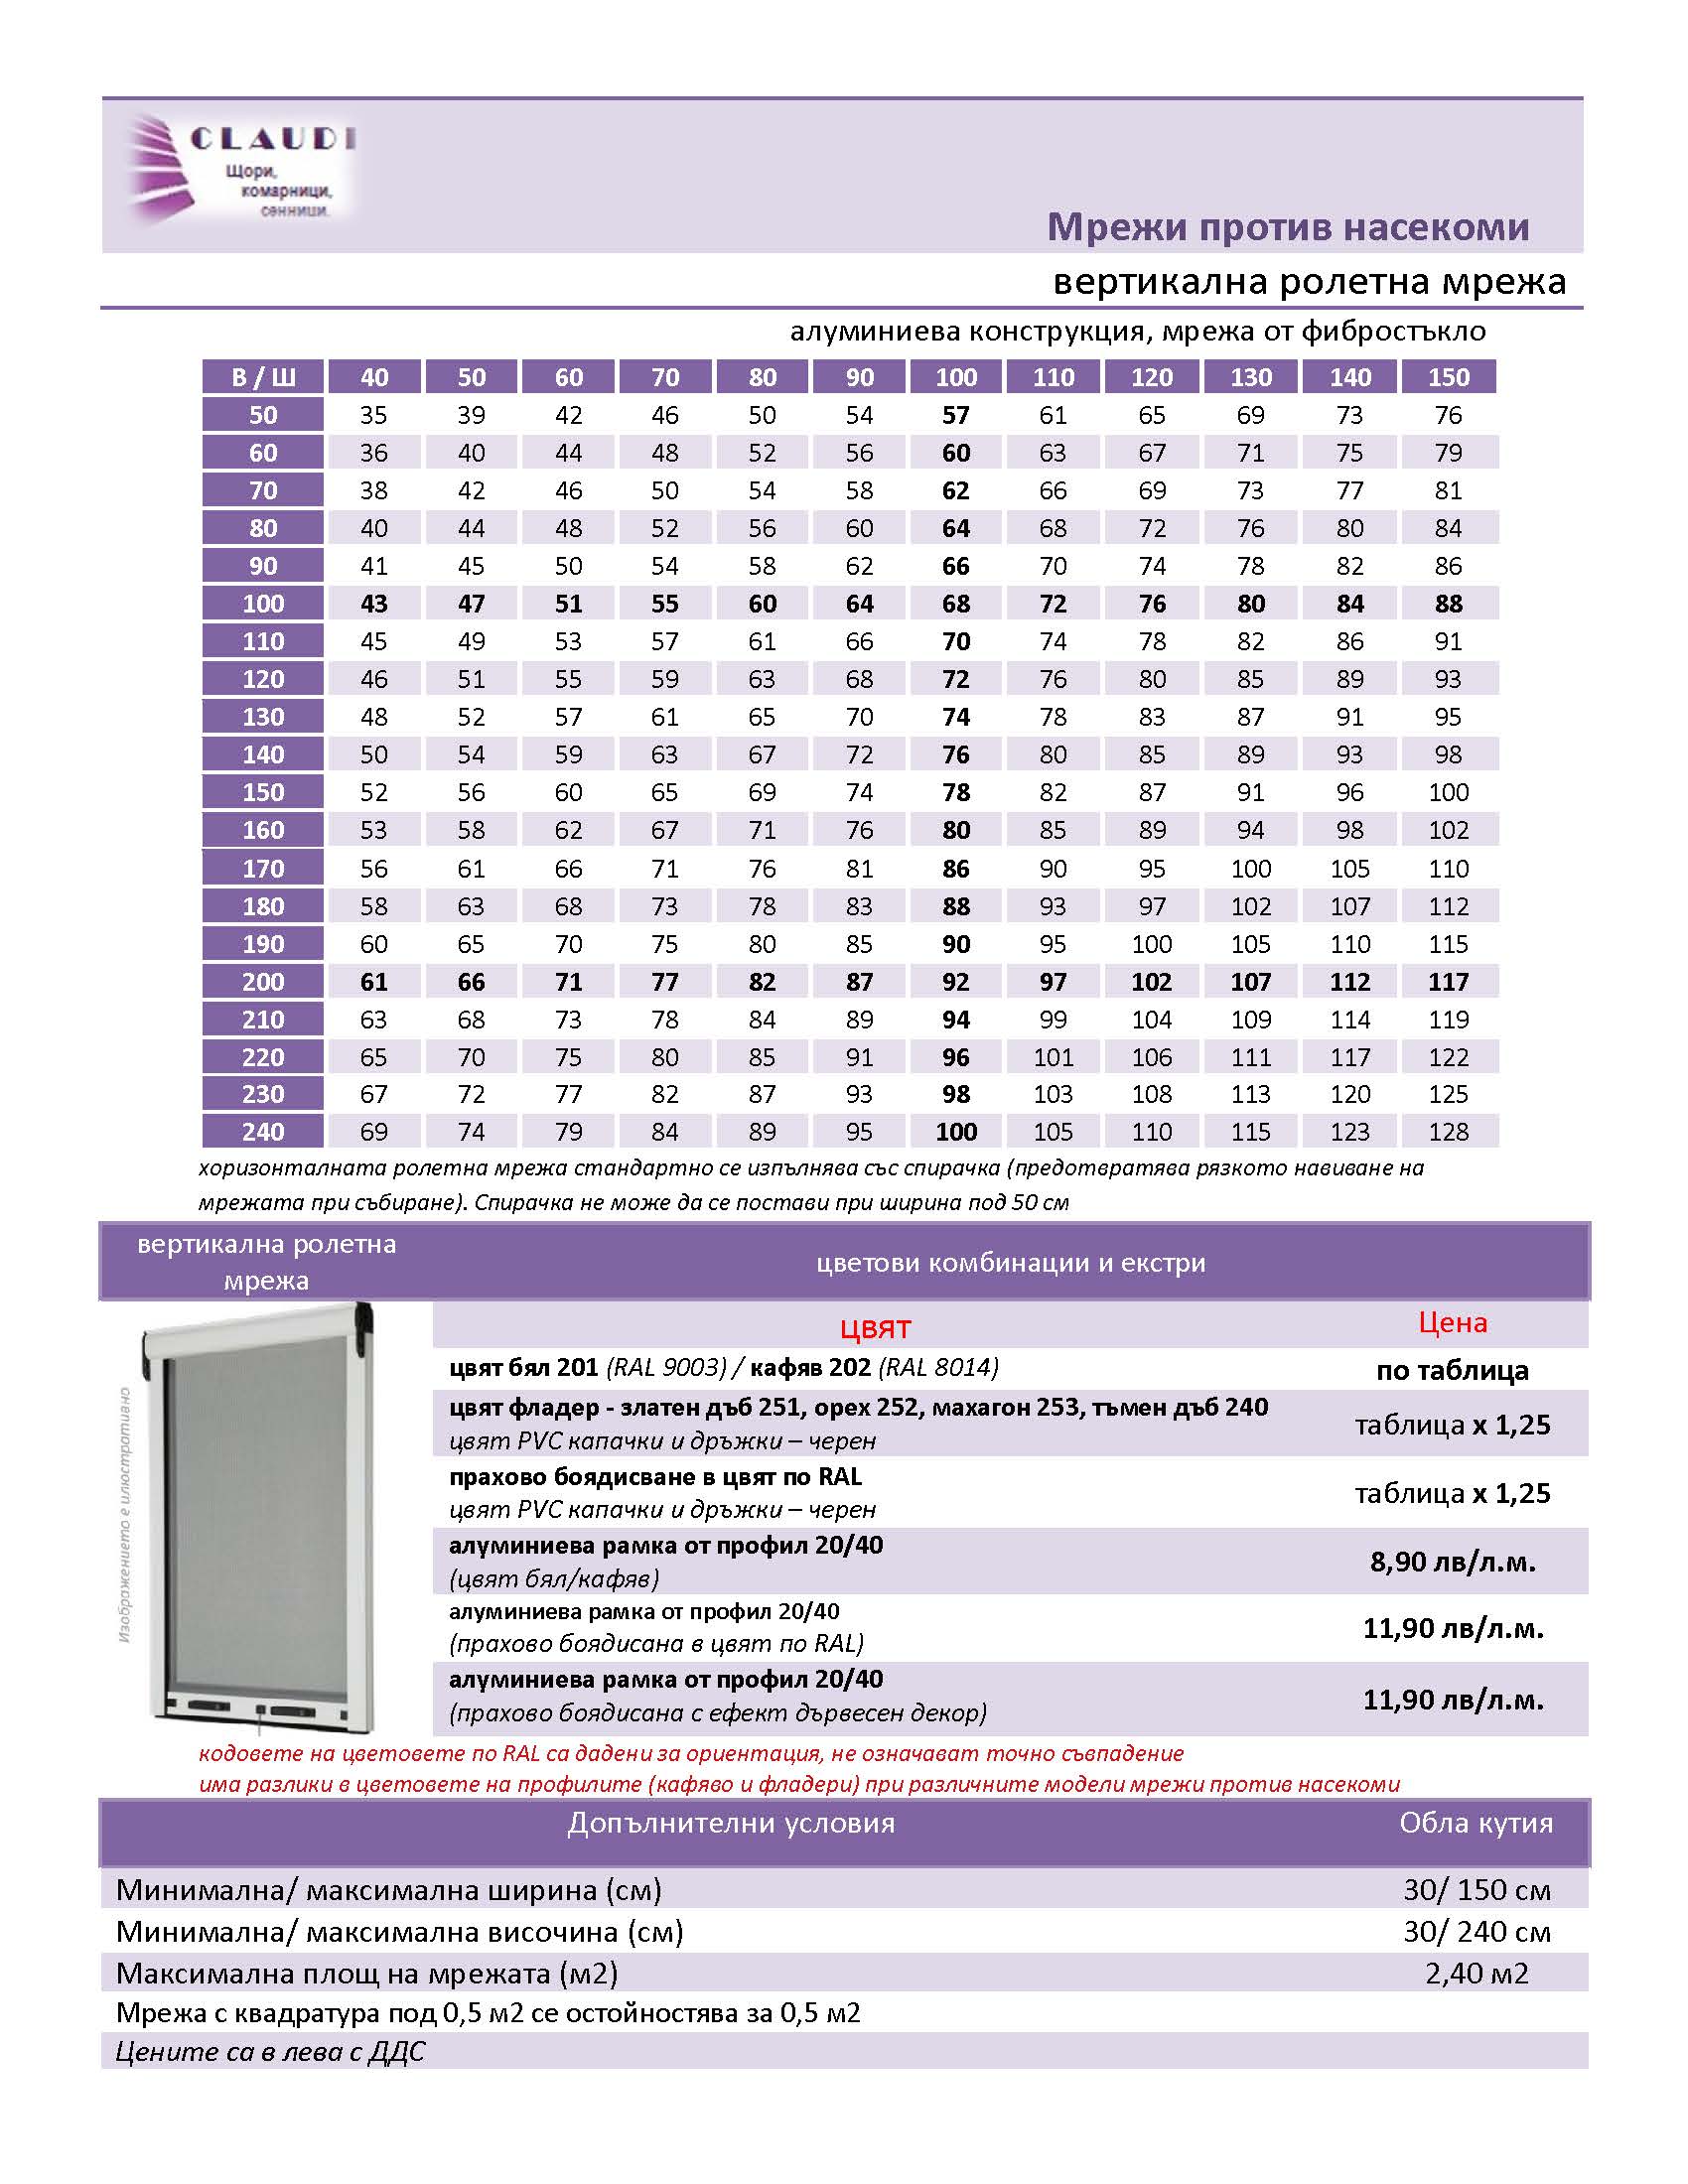 CLAUDI
Щори,
комарници,
сенници.
Мрежи против насекоми
вертикална ролетна мрежа
алуминиева конструкция, мрежа от фибростъкло
В / Ш 40 50 60 70 80 90 100 110 120 130 140 150
50 35 39 42 46 50 54 57 61 65 69 73 76
60 36 40 44 48 52 56 60 63 67 71 75 79
70 38 42 46 50 54 58 62 66 69 73 77 81
80 40 44 48 52 56 60 64 68 72 76 80 84
90 41 45 50 54 58 62 66 70 74 78 82 86
100 43 47 51 55 60 64 68 72 76 80 84 88
110 45 49 53 57 61 66 70 74 78 82 86 91
120 46 51 55 59 63 68 72 76 80 85 89 93
130 48 52 57 61 65 70 74 78 83 87 91 95
140 50 54 59 63 67 72 76 80 85 89 93 98
150 52 56 60 65 69 74 78 82 87 91 96 100
160 53 58 62 67 71 76 80 85 89 94 98 102
170 56 61 66 71 76 81 86 90 95 100 105 110
180 58 63 68 73 78 83 88 93 97 102 107 112
190 60 65 70 75 80 85 90 95 100 105 110 115
200 61 66 71 77 82 87 92 97 102 107 112 117
210 63 68 73 78 84 89 94 99 104 109 114 119
220 65 70 75 80 85 91 96 101 106 111 117 122
230 67 72 77 82 87 93 98 103 108 113 120 125
240 69 74 79 84 89 95 100 105 110 115 123 128
хоризонталната ролетна мрежа стандартно се изпълнява със спирачка (предотвратява рязкото навиване на
мрежата при събиране). Спирачка не може да се постави при ширина под 50 см
вертикална ролетна
мрежа
цветови комбинации и екстри
Изображението е илюстративно
цвят Цена
цвят бял 201 (RAL 9003) / кафяв 202 (RAL 8014) по таблица
цвят фладер - златен дъб 251, орех 252, махагон 253, тъмен дъб 240
цвят PVC капачки и дръжки – черен
таблица x 1,25
прахово боядисване в цвят по RAL
цвят PVC капачки и дръжки – черен
таблица x 1,25
алуминиева рамка от профил 20/40
(цвят бял/кафяв)
8,90 лв/л.м.
алуминиева рамка от профил 20/40
(прахово боядисана в цвят по RAL)
11,90 лв/л.м.
алуминиева рамка от профил 20/40
(прахово боядисана с ефект дървесен декор)
11,90 лв/л.м.
кодовете на цветовете по RAL са дадени за ориентация, не означават точно съвпадение
има разлики в цветовете на профилите (кафяво и фладери) при различните модели мрежи против насекоми
Допълнителни условия Обла кутия
Минимална/ максимална ширина (см) 30/ 150 см
Минимална/ максимална височина (см) 30/ 240 см
Максимална площ на мрежата (м2) 2,40 м2
Мрежа с квадратура под 0,5 м2 се остойностява за 0,5 м2
Цените са в лева с ДДС